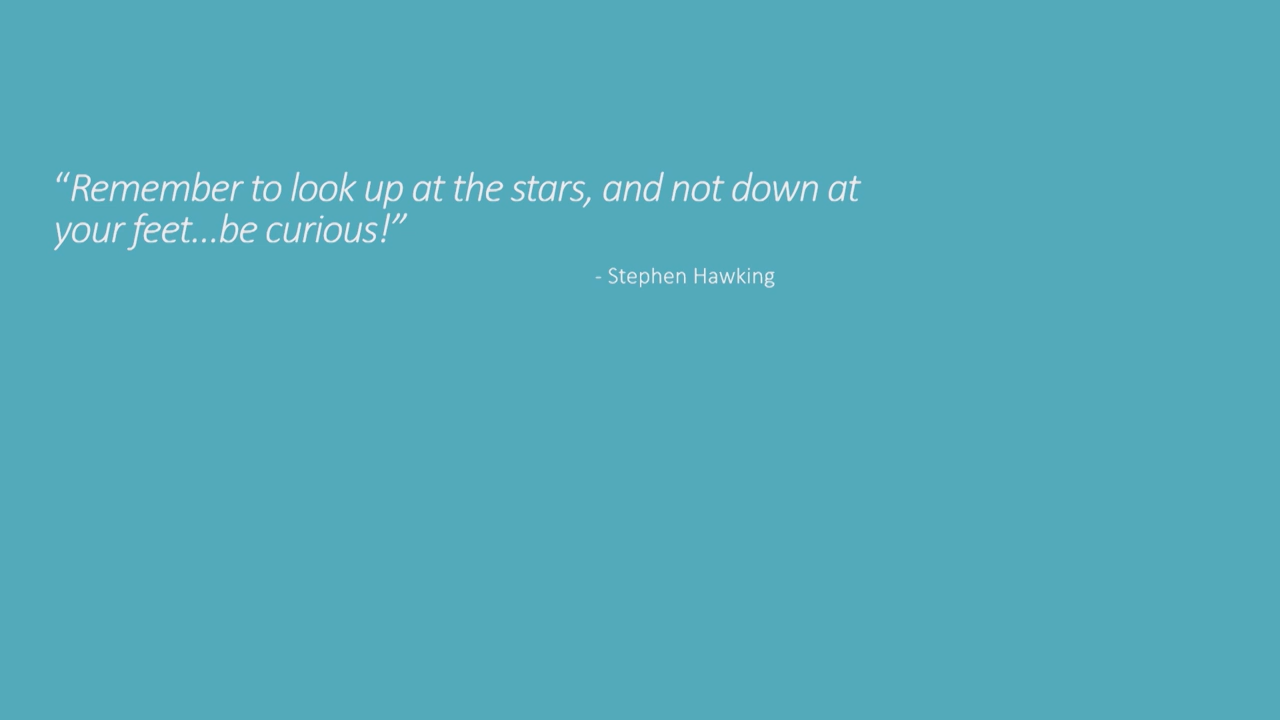 “Remember to look up at the stars, and not down at
your feet...be curious!”
- Stephen Hawking